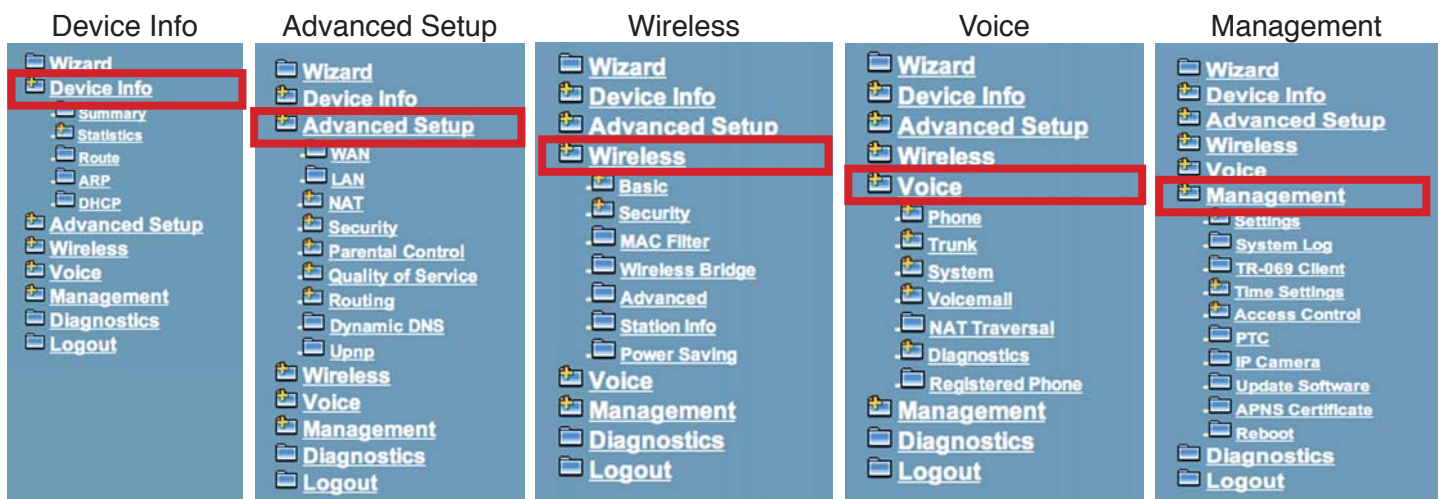 Device Info
Wizard
Device Info
Summary
Statistics
Route
ARP
DHCP
Advanced Setup
Wireless
Voice
Management
Diagnostics
Logout
Advanced Setup
Wizard
Device Info
Advanced Setup
WAN
LAN
NAT
Security
Parental Control
Quality of Service
Routing
Dynamic DNS
Upnp
Wireless
Voice
Management
Diagnostics
Logout
Wireless
Wizard
Device Info
Advanced Setup
Wireless
Basic
Security
MAC Filter
Wireless Bridge
Advanced
Station Info
Power Saving
Voice
Management
Diagnostics
Logout
Voice
Wizard
Device Info
Advanced Setup
Wireless
Voice
Phone
Trunk
System
Voicemail
NAT Traversal
Diagnostics
Registered Phone
Management
Diagnostics
Logout
Management
Wizard
Device Info
Advanced Setup
Wireless
Voice
Management
Settings
System Log
TR-069 Client
Time Settings
Access Control
PTC
IP Camera
Update Software
APNS Certificate
Reboot
Diagnostics
Logout